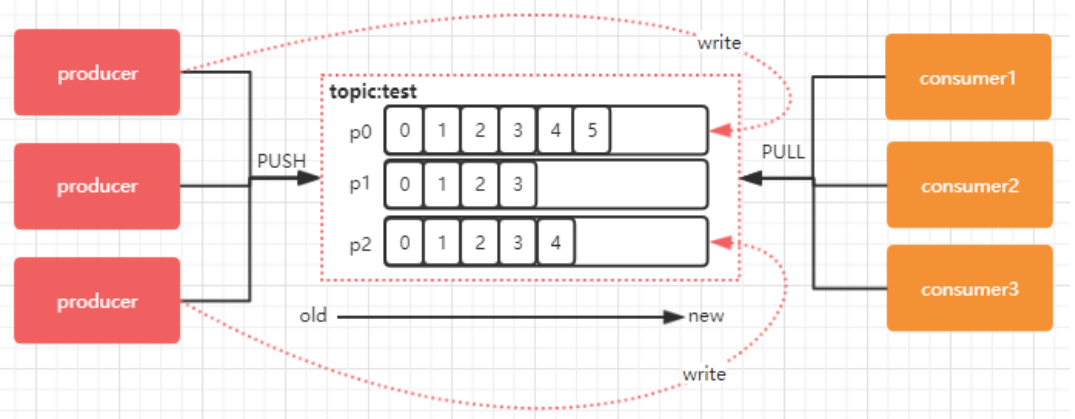 write
producer
consumer1
topic:test
p0 0 1 2 3 4 5
PUSH
PULL
producer
p1 0 1 2 3
consumer2
p2 0 1 2 3 4
producer
consumer3
old
new
write